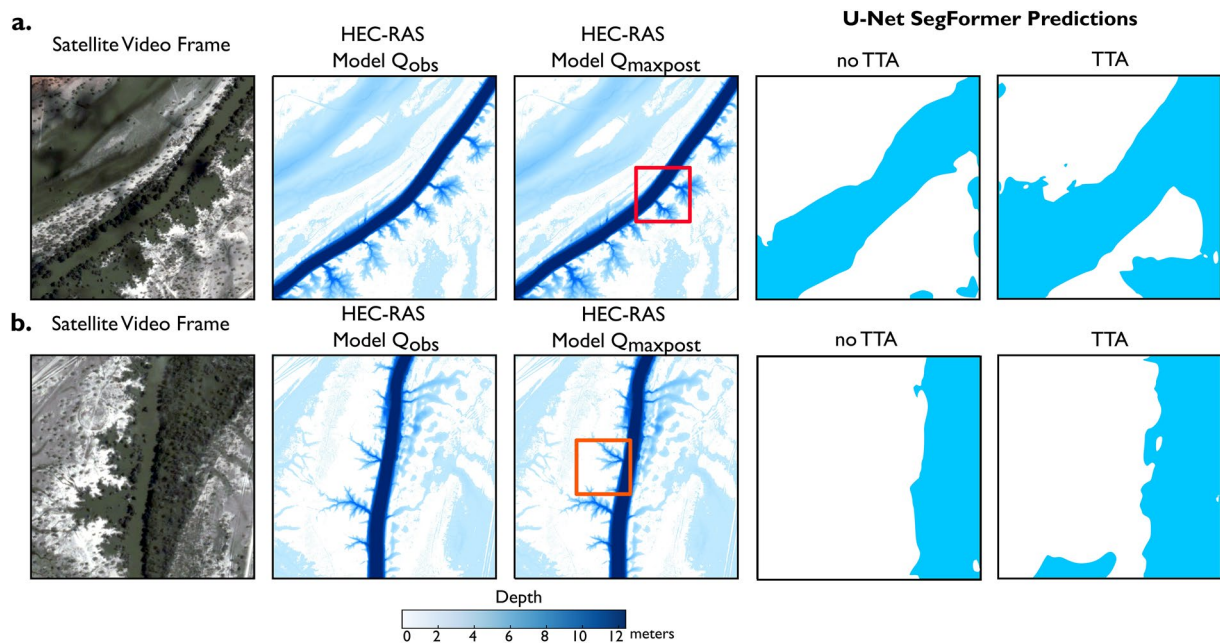 a.
U-Net SegFormer Predictions
Satellite Video Frame
HEC-RAS
Model Qobs
HEC-RAS
Model Qmaxpost
no TTA
TTA
b.
Satellite Video Frame
HEC-RAS
Model Qobs
HEC-RAS
Model Qmaxpost
no TTA
TTA
Depth
0 2 4 6 8 10 12 meters